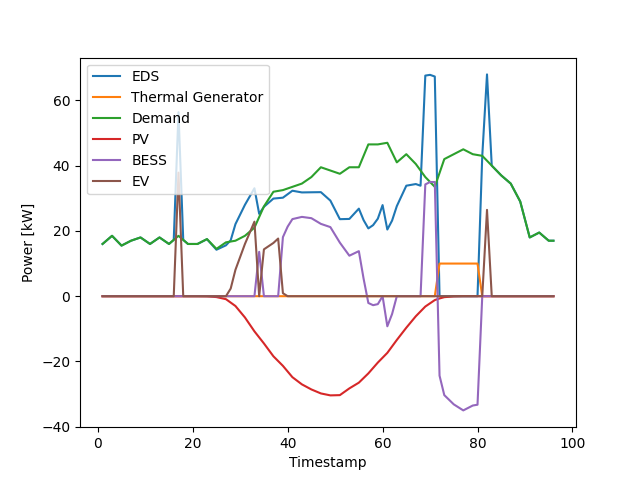 EDS
Thermal Generator
Demand
PV
BESS
EV
Power [kW]
60
40
20
0
−20
−40
0 20 40 60 80 100
Timestamp